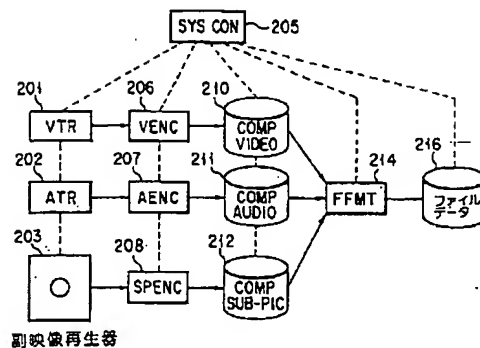 SYS CON
205
201
206
210
VTR
VENC
COMP
VIDEO
202
207
211
214
216
ATR
AENC
COMP
AUDIO
FFMT
ファイル
データ
203
208
212
SPENC
COMP
SUB-PIC
副映像再生器